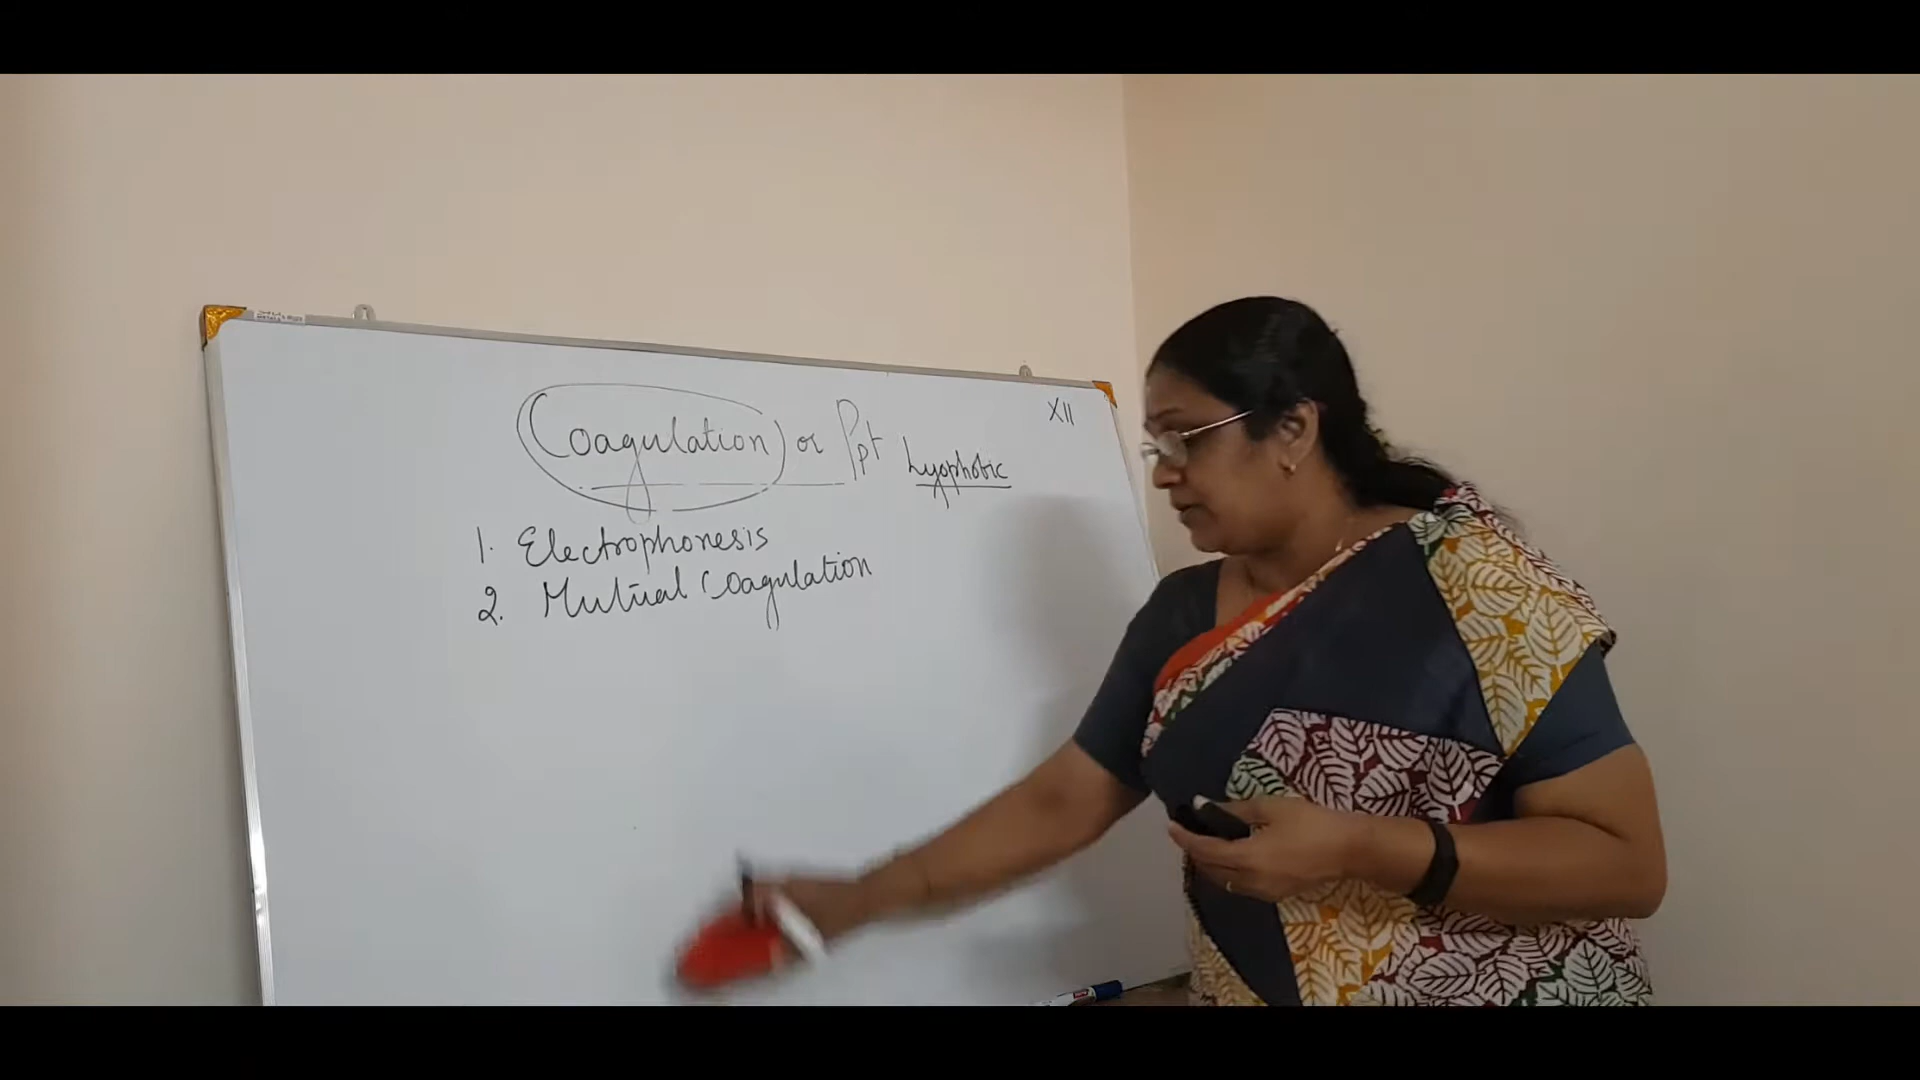 XII
Coagulation or Ppt Lyophobic
1. Electrophoresis
2. Mutual Coagulation